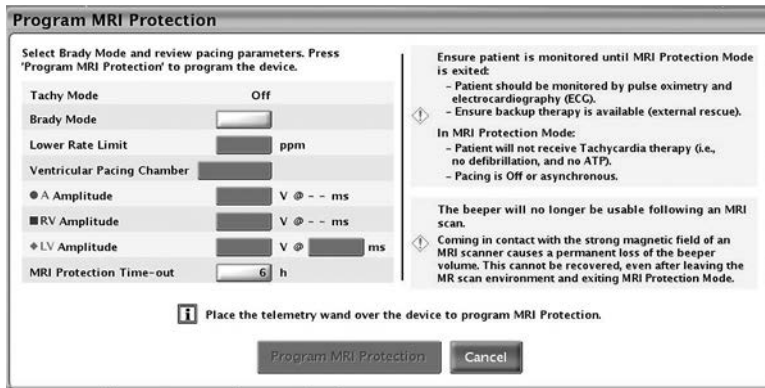 Program MRI Protection
Select Brady Mode and review pacing parameters. Press
'Program MRI Protection' to program the device.
Tachy Mode Off
Brady Mode
Lower Rate Limit ppm
Ventricular Pacing Chamber
A Amplitude V @ - - ms
RV Amplitude V @ - - ms
LV Amplitude V @ ms
MRI Protection Time-out 6 h
Ensure patient is monitored until MRI Protection Mode
is exited:
- Patient should be monitored by pulse oximetry and
electrocardiography (ECG).
- Ensure backup therapy is available (external rescue).
In MRI Protection Mode:
- Patient will not receive Tachycardia therapy (i.e.,
no defibrillation, and no ATP).
- Pacing is Off or asynchronous.
The beeper will no longer be usable following an MRI
scan.
Coming in contact with the strong magnetic field of an
MRI scanner causes a permanent loss of the beeper
volume. This cannot be recovered, even after leaving the
MR scan environment and exiting MRI Protection Mode.
i Place the telemetry wand over the device to program MRI Protection.
Program MRI Protection Cancel